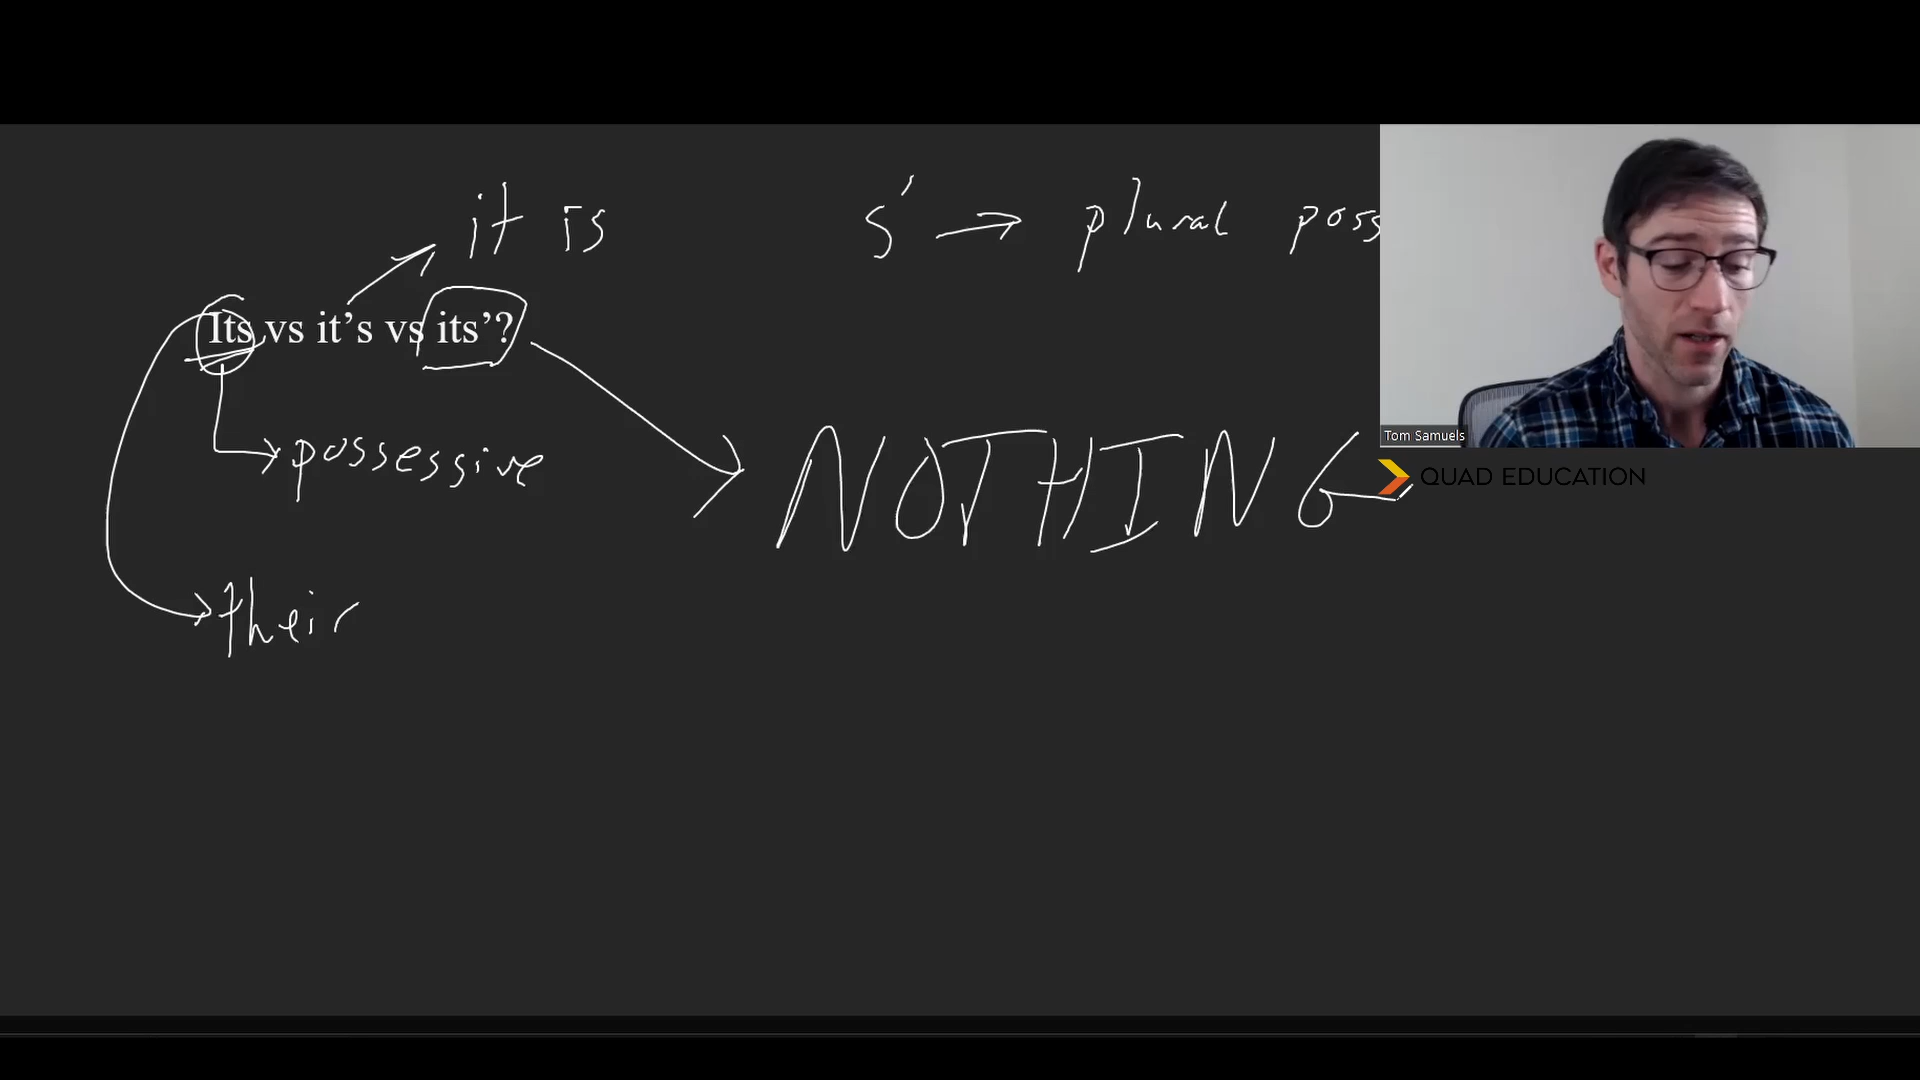 it is s' → plural poss
Its vs it’s vs its’?
Tom Samuels
possessive
NOTHING
QUAD EDUCATION
their